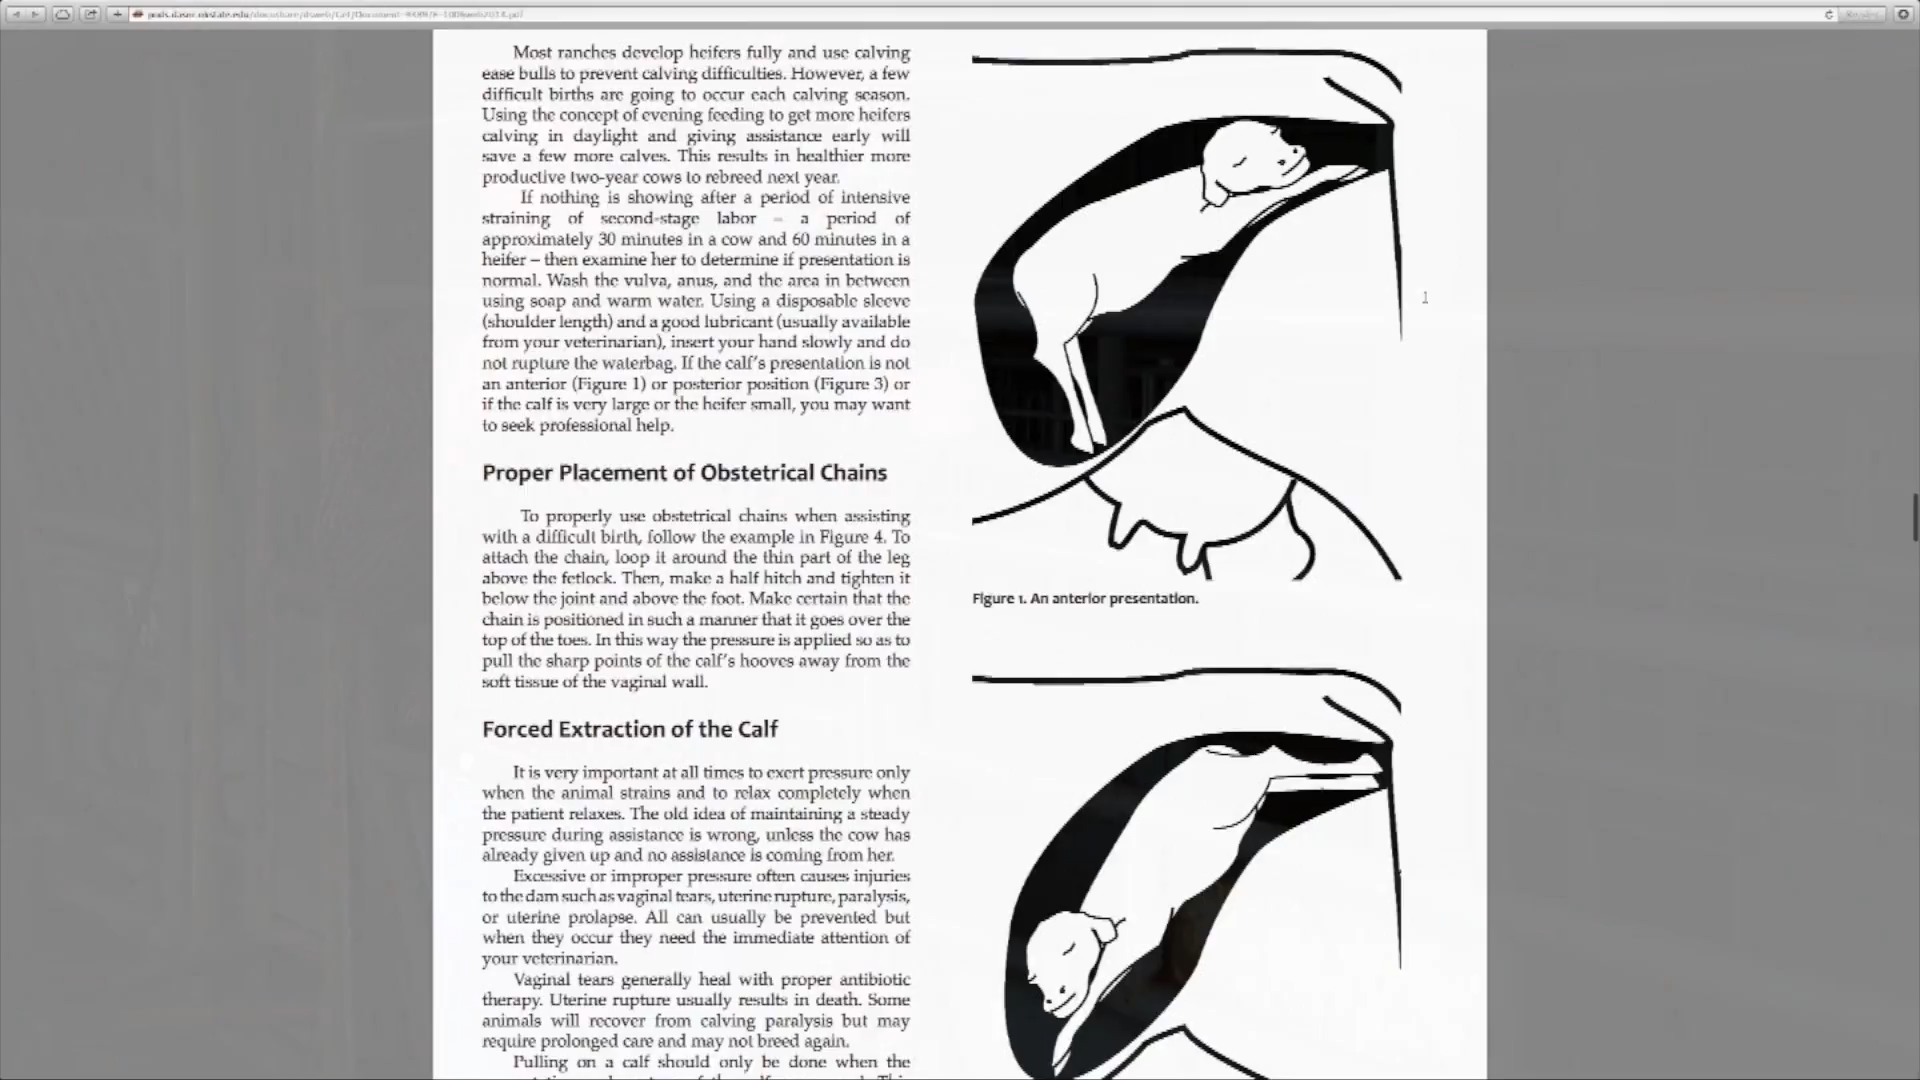 Most ranches develop heifers fully and use calving
ease bulls to prevent calving difficulties. However, a few
difficult births are going to occur each calving season.
Using the concept of evening feeding to get more heifers
calving in daylight and giving assistance early will
save a few more calves. This results in healthier more
productive two-year cows to rebreed next year.
If nothing is showing after a period of intensive
straining of second-stage labor – a period of
approximately 30 minutes in a cow and 60 minutes in a
heifer – then examine her to determine if presentation is
normal. Wash the vulva, anus, and the area in between
using soap and warm water. Using a disposable sleeve
(shoulder length) and a good lubricant (usually available
from your veterinarian), insert your hand slowly and do
not rupture the waterbag. If the calf's presentation is not
an anterior (Figure 1) or posterior position (Figure 3) or
if the calf is very large or the heifer small, you may want
to seek professional help.
Proper Placement of Obstetrical Chains
To properly use obstetrical chains when assisting
with a difficult birth, follow the example in Figure 4. To
attach the chain, loop it around the thin part of the leg
above the fetlock. Then, make a half hitch and tighten it
below the joint and above the foot. Make certain that the
chain is positioned in such a manner that it goes over the
top of the toes. In this way the pressure is applied so as to
pull the sharp points of the calf's hooves away from the
soft tissue of the vaginal wall.
Forced Extraction of the Calf
It is very important at all times to exert pressure only
when the animal strains and to relax completely when
the patient relaxes. The old idea of maintaining a steady
pressure during assistance is wrong, unless the cow has
already given up and no assistance is coming from her.
Excessive or improper pressure often causes injuries
to the dam such as vaginal tears, uterine rupture, paralysis,
or uterine prolapse. All can usually be prevented but
when they occur they need the immediate attention of
your veterinarian.
Vaginal tears generally heal with proper antibiotic
therapy. Uterine rupture usually results in death. Some
animals will recover from calving paralysis but may
require prolonged care and may not breed again.
Pulling on a calf should only be done when the
Figure 1. An anterior presentation.